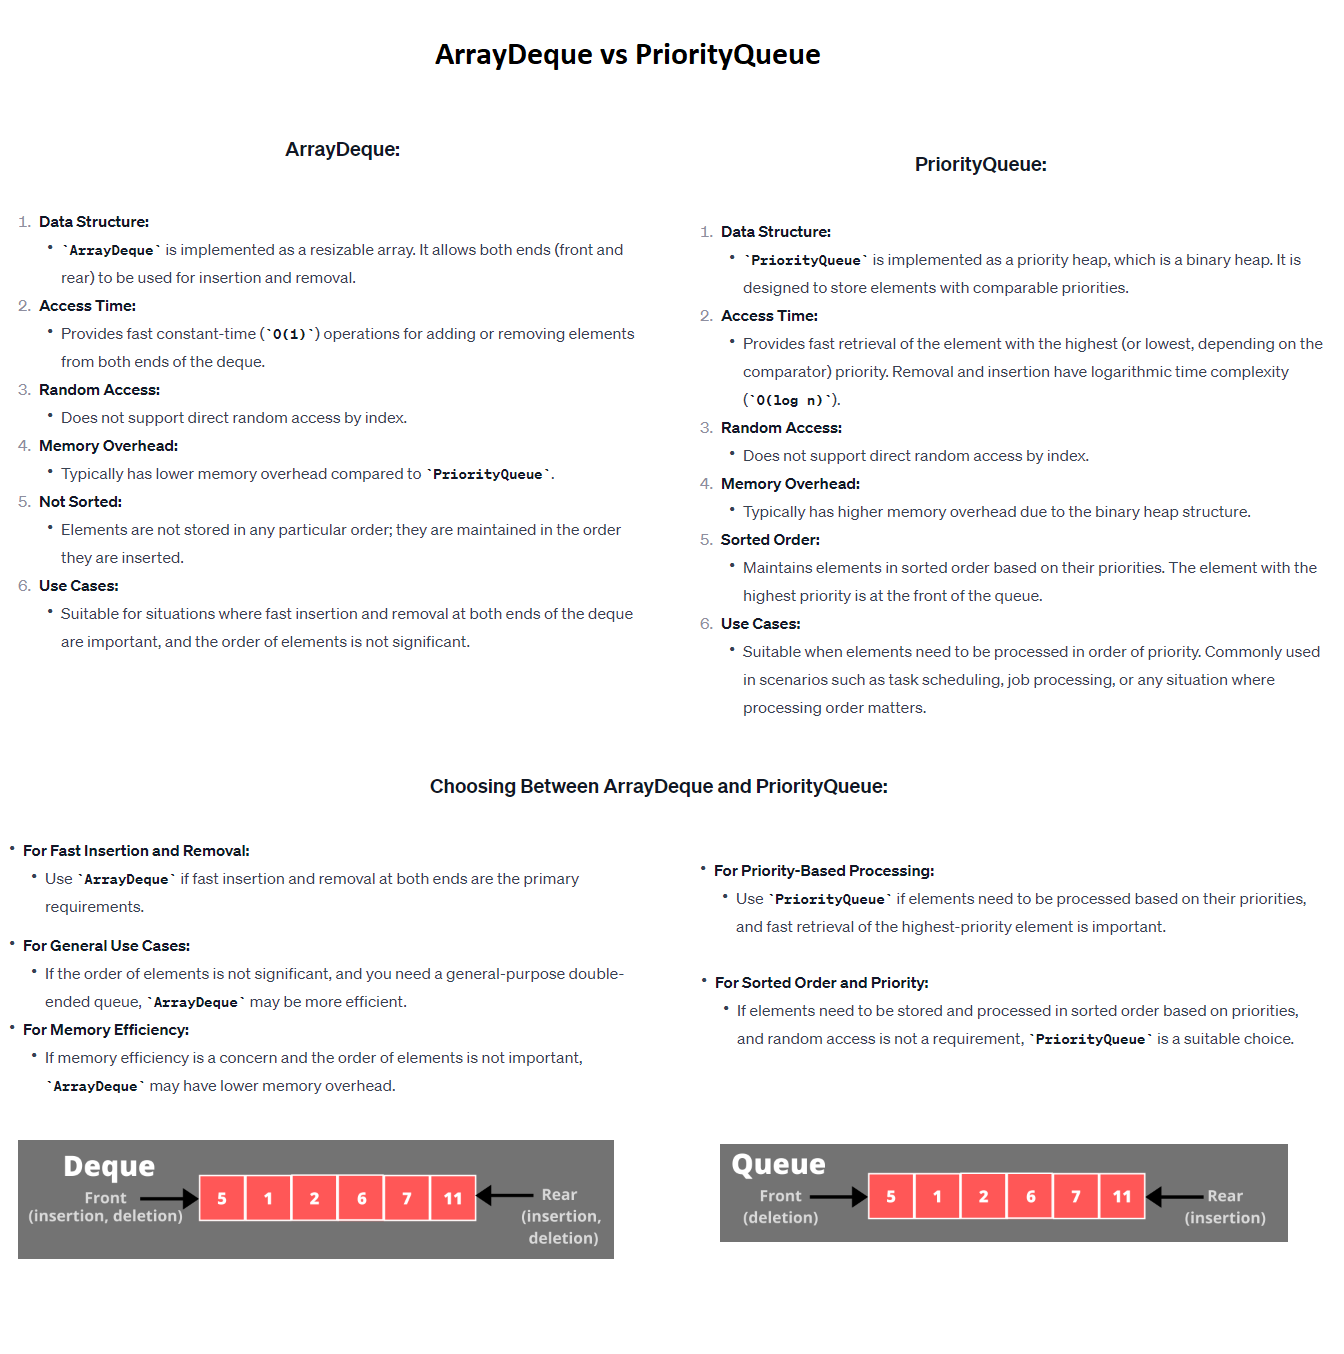 ArrayDeque vs PriorityQueue
ArrayDeque:
1. Data Structure:
• `ArrayDeque` is implemented as a resizable array. It allows both ends (front and
rear) to be used for insertion and removal.
2. Access Time:
• Provides fast constant-time (`O(1)`) operations for adding or removing elements
from both ends of the deque.
3. Random Access:
• Does not support direct random access by index.
4. Memory Overhead:
• Typically has lower memory overhead compared to `PriorityQueue`.
5. Not Sorted:
• Elements are not stored in any particular order; they are maintained in the order
they are inserted.
6. Use Cases:
• Suitable for situations where fast insertion and removal at both ends of the deque
are important, and the order of elements is not significant.
PriorityQueue:
1. Data Structure:
• `PriorityQueue` is implemented as a priority heap, which is a binary heap. It is
designed to store elements with comparable priorities.
2. Access Time:
• Provides fast retrieval of the element with the highest (or lowest, depending on the
comparator) priority. Removal and insertion have logarithmic time complexity
(`O(log n)`).
3. Random Access:
• Does not support direct random access by index.
4. Memory Overhead:
• Typically has higher memory overhead due to the binary heap structure.
5. Sorted Order:
• Maintains elements in sorted order based on their priorities. The element with the
highest priority is at the front of the queue.
6. Use Cases:
• Suitable when elements need to be processed in order of priority. Commonly used
in scenarios such as task scheduling, job processing, or any situation where
processing order matters.
Choosing Between ArrayDeque and PriorityQueue:
• For Fast Insertion and Removal:
• Use `ArrayDeque` if fast insertion and removal at both ends are the primary
requirements.
• For General Use Cases:
• If the order of elements is not significant, and you need a general-purpose double-
ended queue, `ArrayDeque` may be more efficient.
• For Memory Efficiency:
• If memory efficiency is a concern and the order of elements is not important,
`ArrayDeque` may have lower memory overhead.
• For Priority-Based Processing:
• Use `PriorityQueue` if elements need to be processed based on their priorities,
and fast retrieval of the highest-priority element is important.
• For Sorted Order and Priority:
• If elements need to be stored and processed in sorted order based on priorities,
and random access is not a requirement, `PriorityQueue` is a suitable choice.
Deque
Front
(insertion, deletion)
5 1 2 6 7 11
Rear
(insertion,
deletion)
Queue
Front
(deletion)
5 1 2 6 7 11
Rear
(insertion)